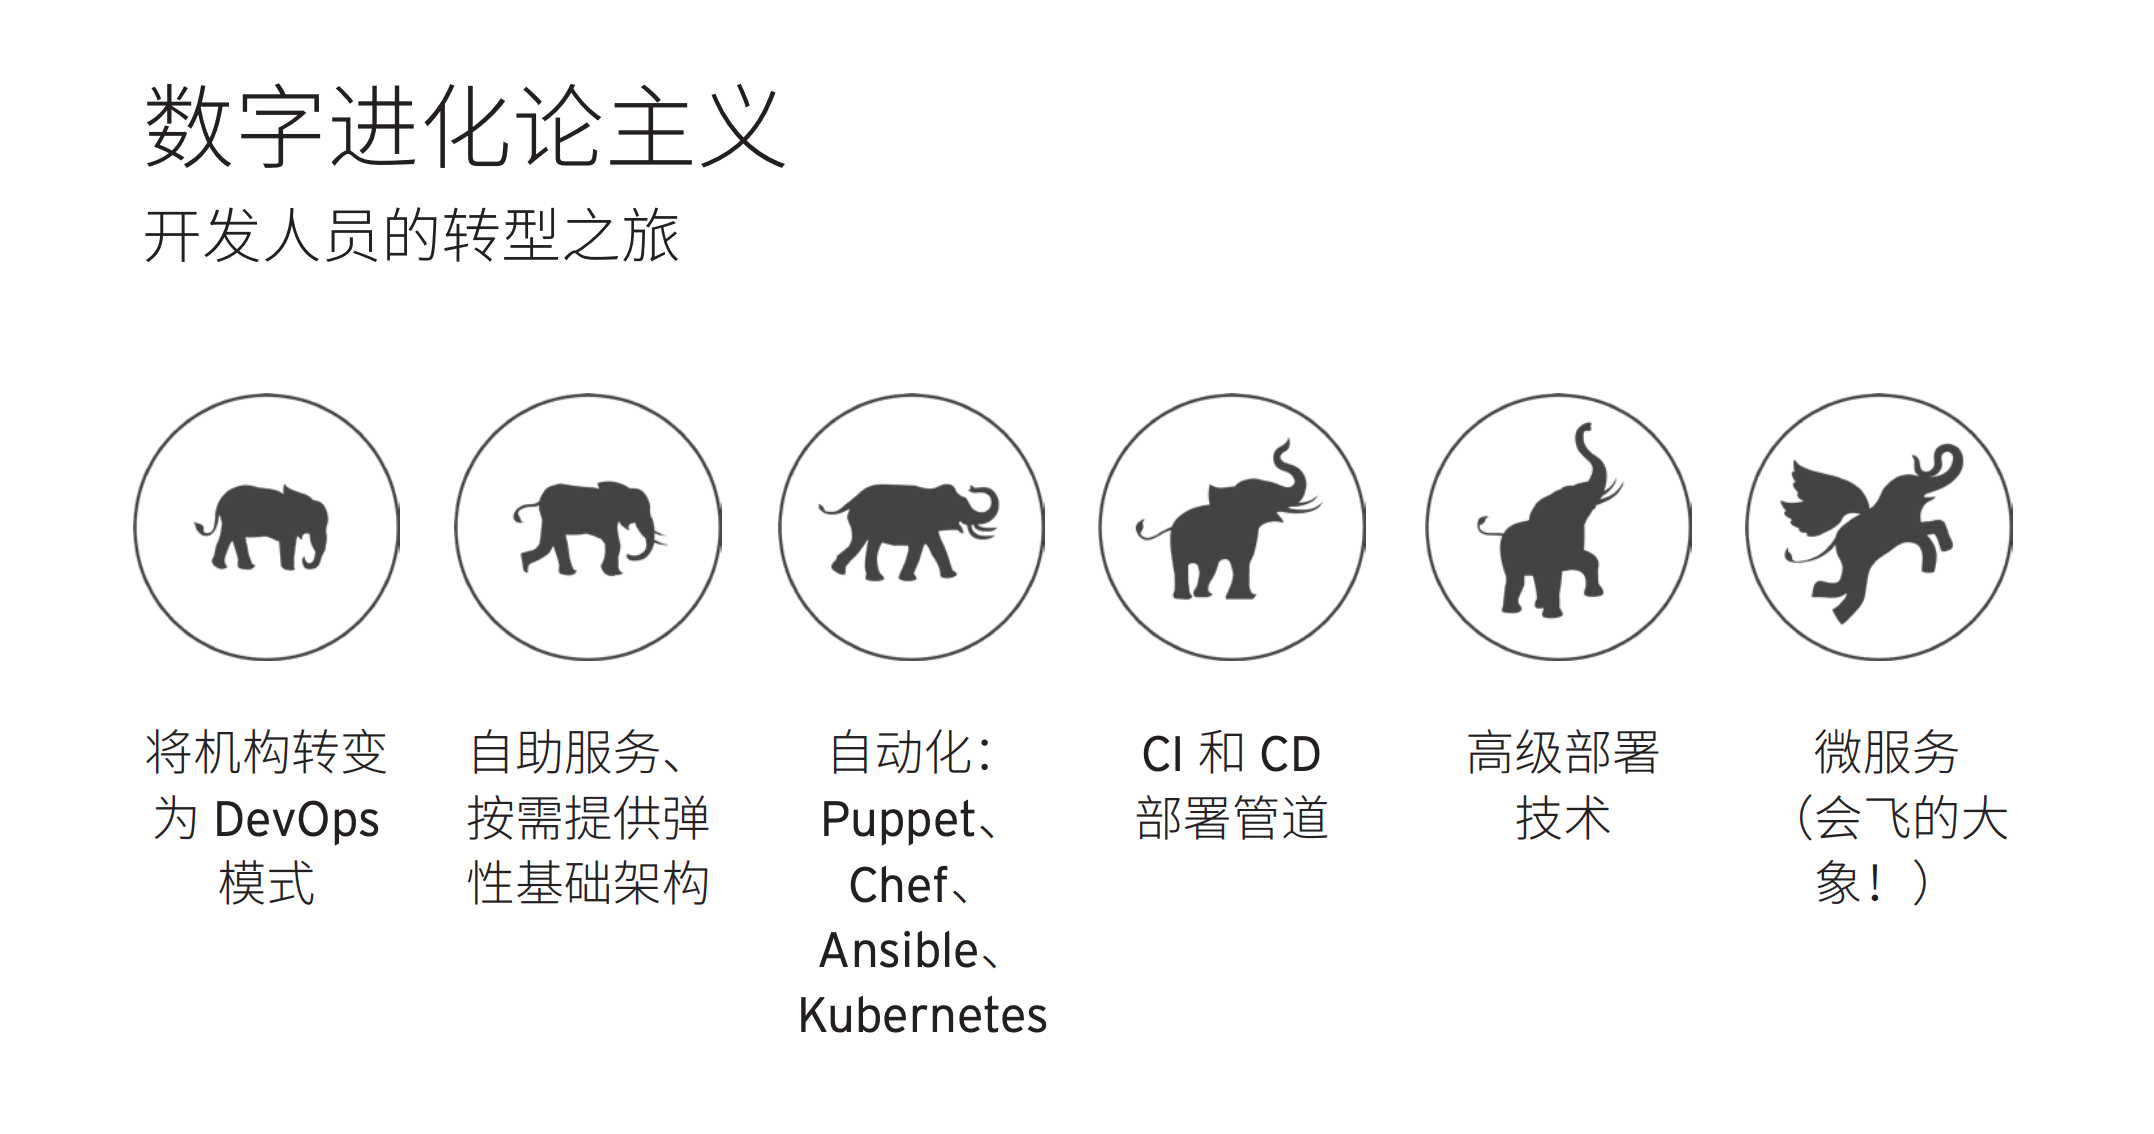 数字进化论主义
开发人员的转型之旅
将机构转变
为 DevOps
模式
自助服务、
按需提供弹
性基础架构
自动化：
Puppet、
Chef、
Ansible、
Kubernetes
CI 和 CD
部署管道
高级部署
技术
微服务
（会飞的大
象！）